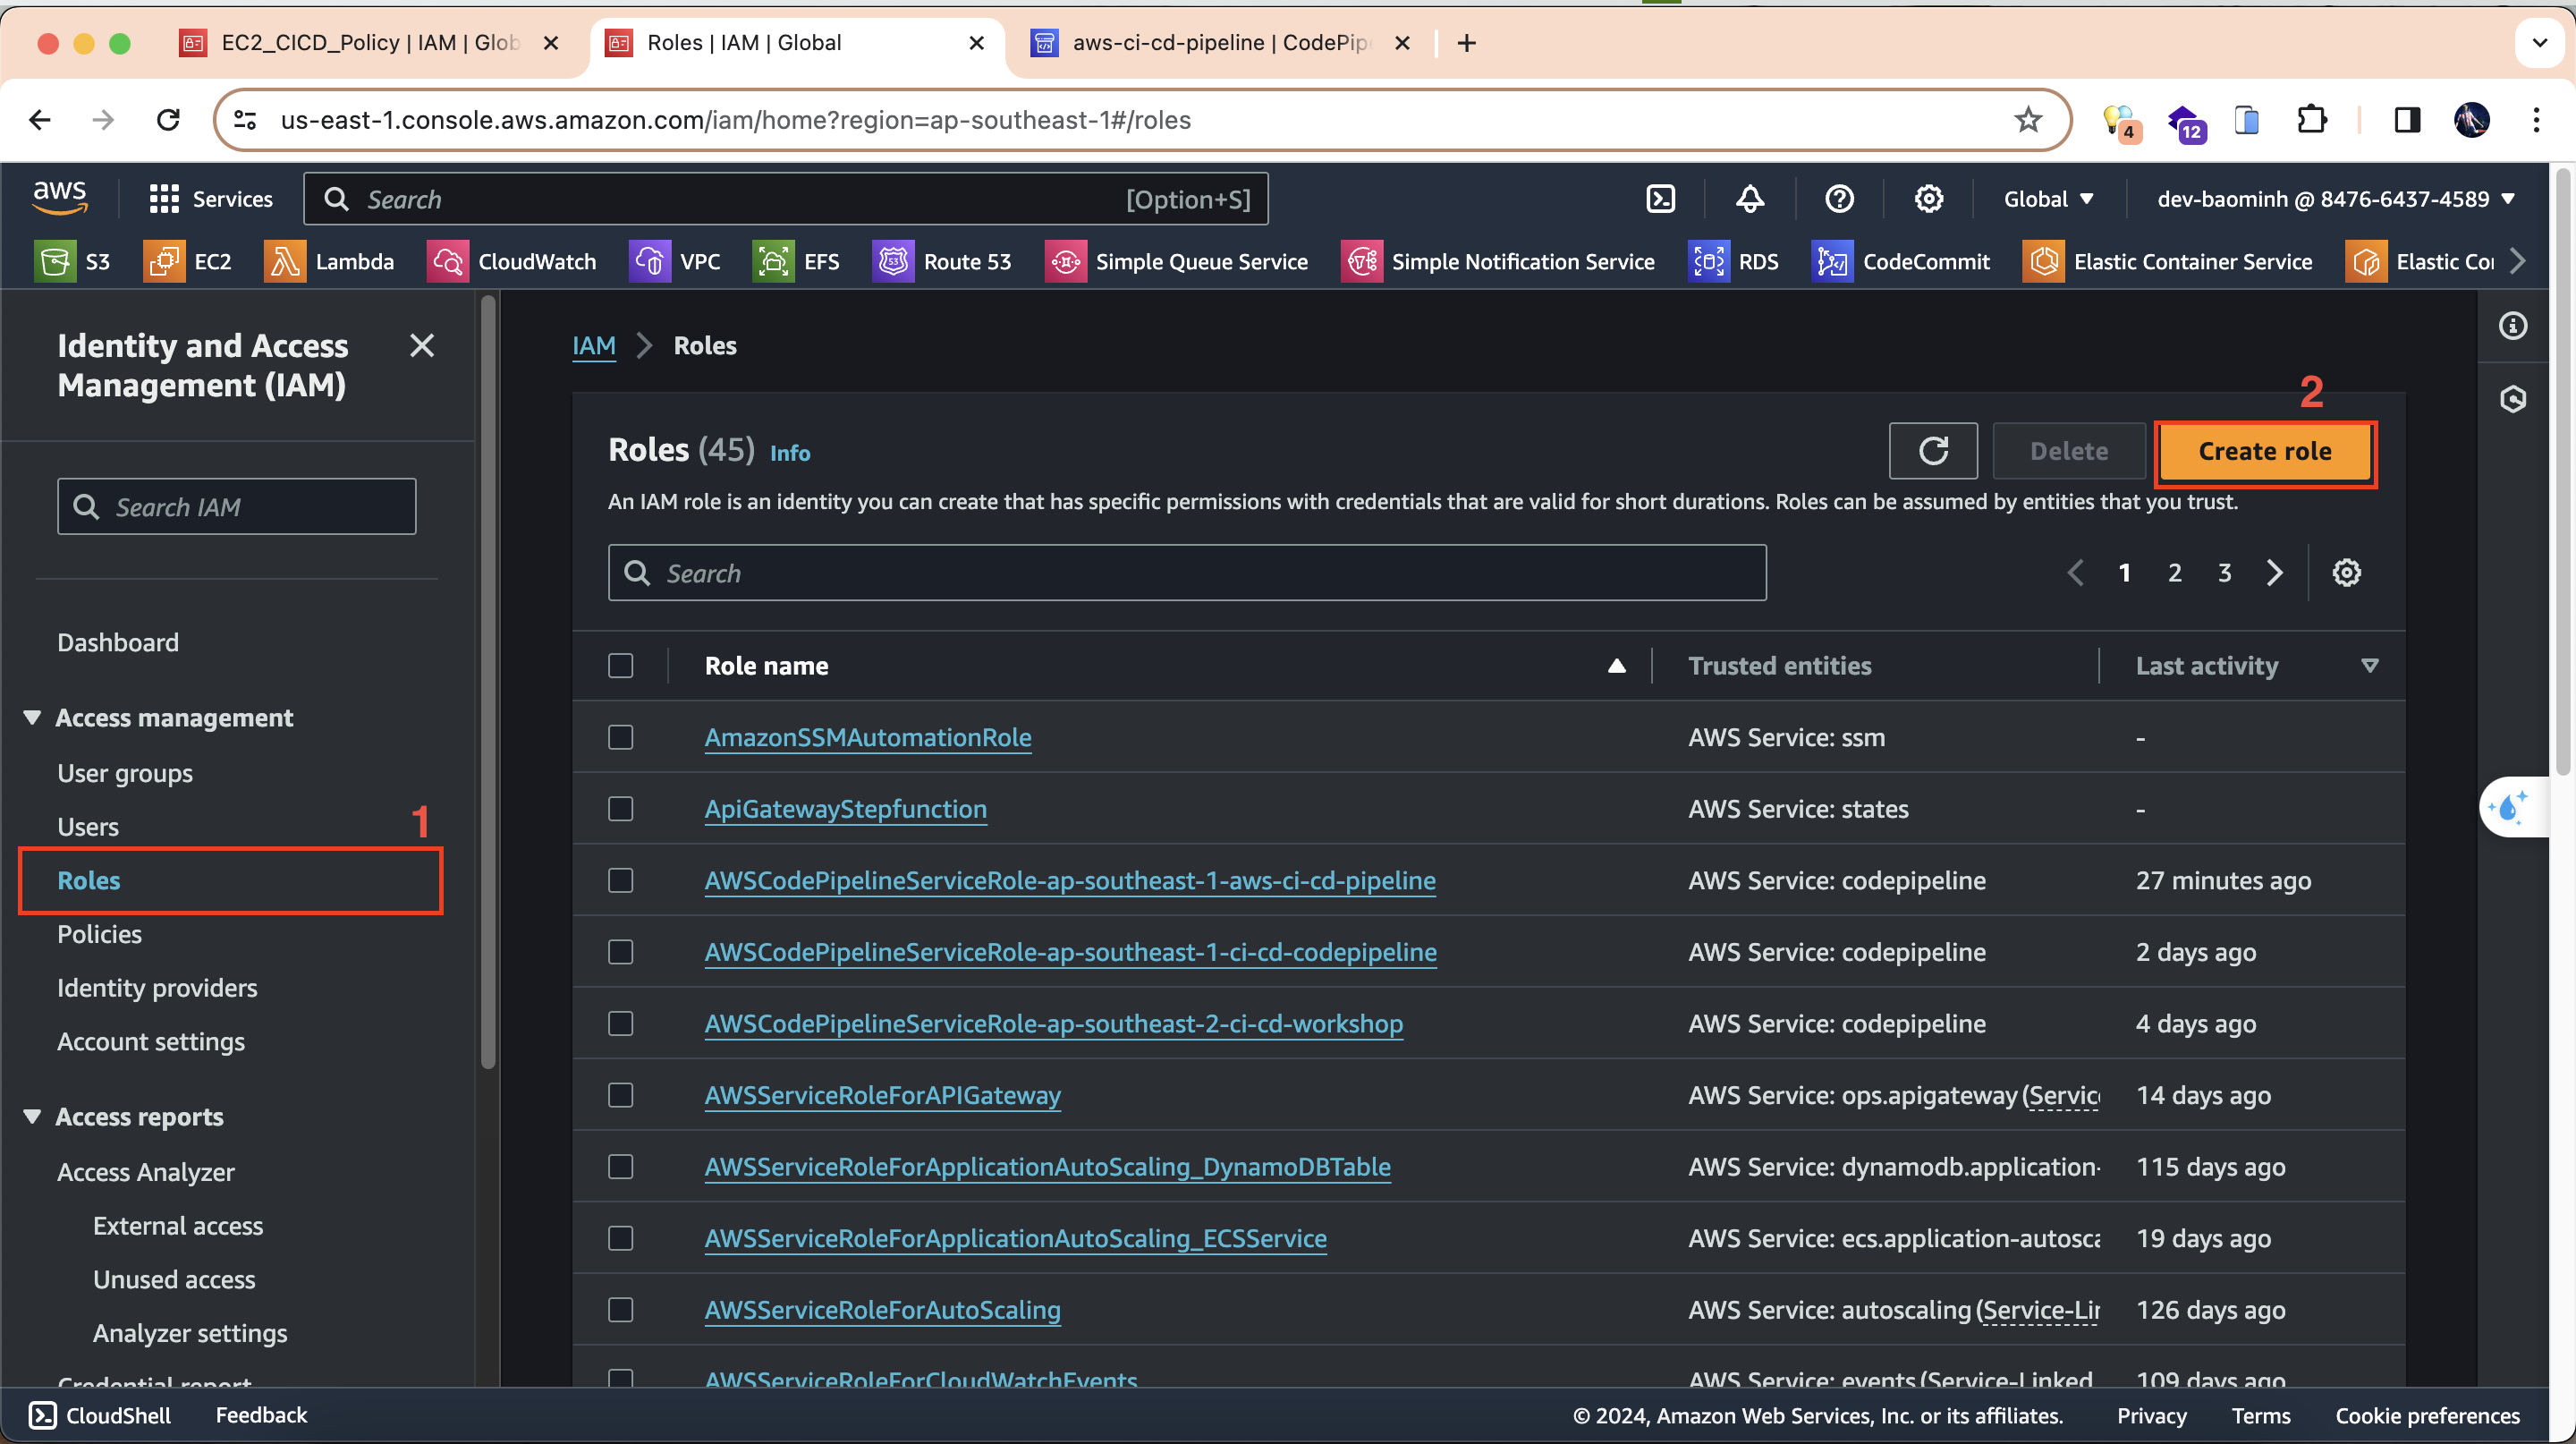 EC2_CICD_Policy | IAM | Glob
Roles | IAM | Global
aws-ci-cd-pipeline | CodePip
us-east-1.console.aws.amazon.com/iam/home?region=ap-southeast-1#/roles
4
12
aws
Services
Search
[Option+S]
Global
dev-baominh @ 8476-6437-4589
S3
EC2
Lambda
CloudWatch
VPC
EFS
53
Route 53
Simple Queue Service
Simple Notification Service
RDS
CodeCommit
Elastic Container Service
Elastic Co
Identity and Access
Management (IAM)
Search IAM
Dashboard
Access management
User groups
Users
1
Roles
Policies
Identity providers
Account settings
Access reports
Access Analyzer
External access
Unused access
Analyzer settings
Credential report
IAM
Roles
2
Roles (45) Info
Delete
Create role
An IAM role is an identity you can create that has specific permissions with credentials that are valid for short durations. Roles can be assumed by entities that you trust.
Search
1 2 3
Role name Trusted entities Last activity
AmazonSSMAutomationRole AWS Service: ssm -
ApiGatewayStepfunction AWS Service: states -
AWSCodePipelineServiceRole-ap-southeast-1-aws-ci-cd-pipeline AWS Service: codepipeline 27 minutes ago
AWSCodePipelineServiceRole-ap-southeast-1-ci-cd-codepipeline AWS Service: codepipeline 2 days ago
AWSCodePipelineServiceRole-ap-southeast-2-ci-cd-workshop AWS Service: codepipeline 4 days ago
AWSServiceRoleForAPIGateway AWS Service: ops.apigateway (Servic 14 days ago
AWSServiceRoleForApplicationAutoScaling_DynamoDBTable AWS Service: dynamodb.application- 115 days ago
AWSServiceRoleForApplicationAutoScaling_ECSService AWS Service: ecs.application-autosca 19 days ago
AWSServiceRoleForAutoScaling AWS Service: autoscaling (Service-Lin 126 days ago
AWSServiceRoleForCloudWatchEvents AWS Service: events (Service-Linked 109 days ago
CloudShell
Feedback
© 2024, Amazon Web Services, Inc. or its affiliates.
Privacy
Terms
Cookie preferences